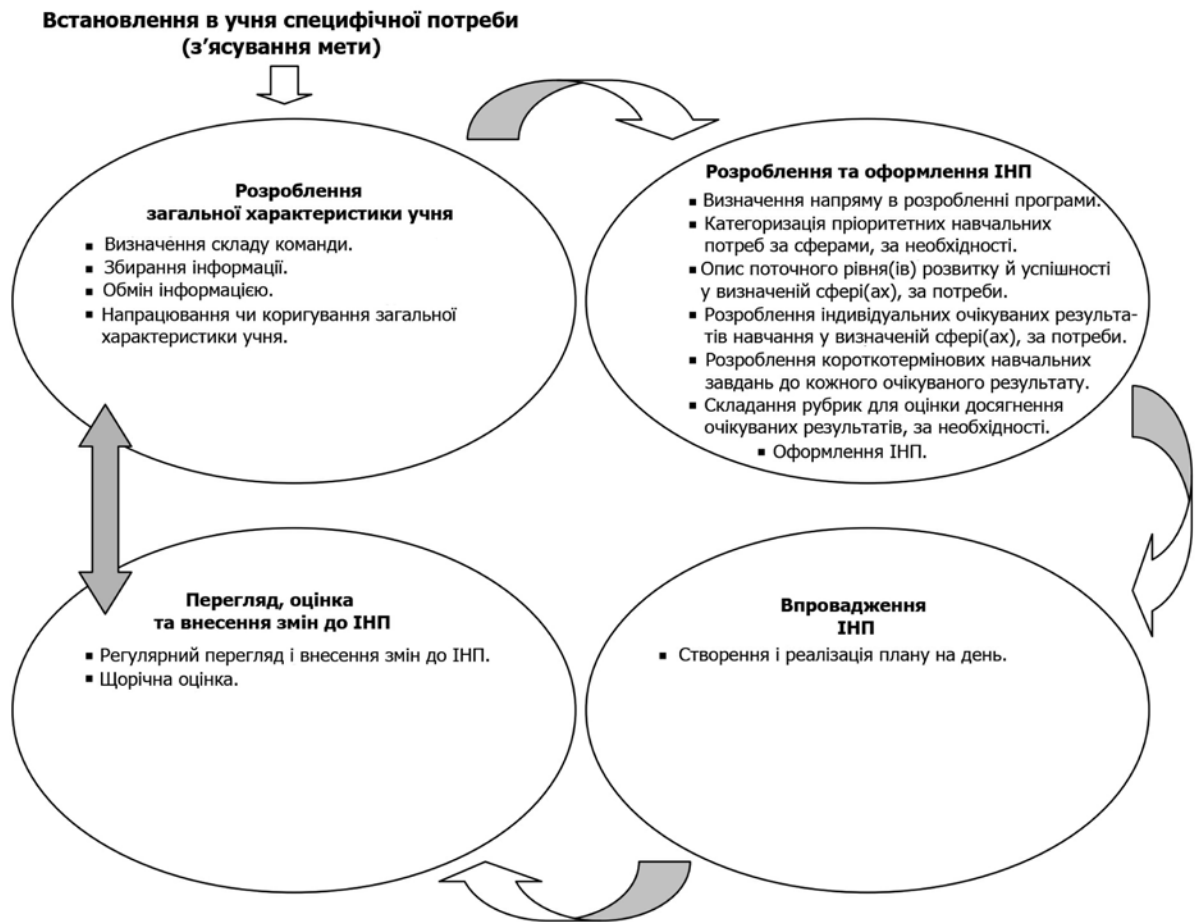 Встановлення в учня специфічної потреби
(з’ясування мети)
Розроблення
загальної характеристики учня
▪ Визначення складу команди.
▪ Збирання інформації.
▪ Обмін інформацією.
▪ Напрацювання чи коригування загальної
характеристики учня.
Розроблення та оформлення ІНП
▪ Визначення напряму в розробленні програми.
▪ Категоризація пріоритетних навчальних
потреб за сферами, за необхідності.
▪ Опис поточного рівня(ів) розвитку й успішності
у визначеній сфері(ах), за потреби.
▪ Розроблення індивідуальних очікуваних результа-
тів навчання у визначеній сфері(ах), за потреби.
▪ Розроблення короткотермінових навчальних
завдань до кожного очікуваного результату.
▪ Складання рубрик для оцінки досягнення
очікуваних результатів, за необхідності.
▪ Оформлення ІНП.
Перегляд, оцінка
та внесення змін до ІНП
▪ Регулярний перегляд і внесення змін до ІНП.
▪ Щорічна оцінка.
Впровадження
ІНП
▪ Створення і реалізація плану на день.